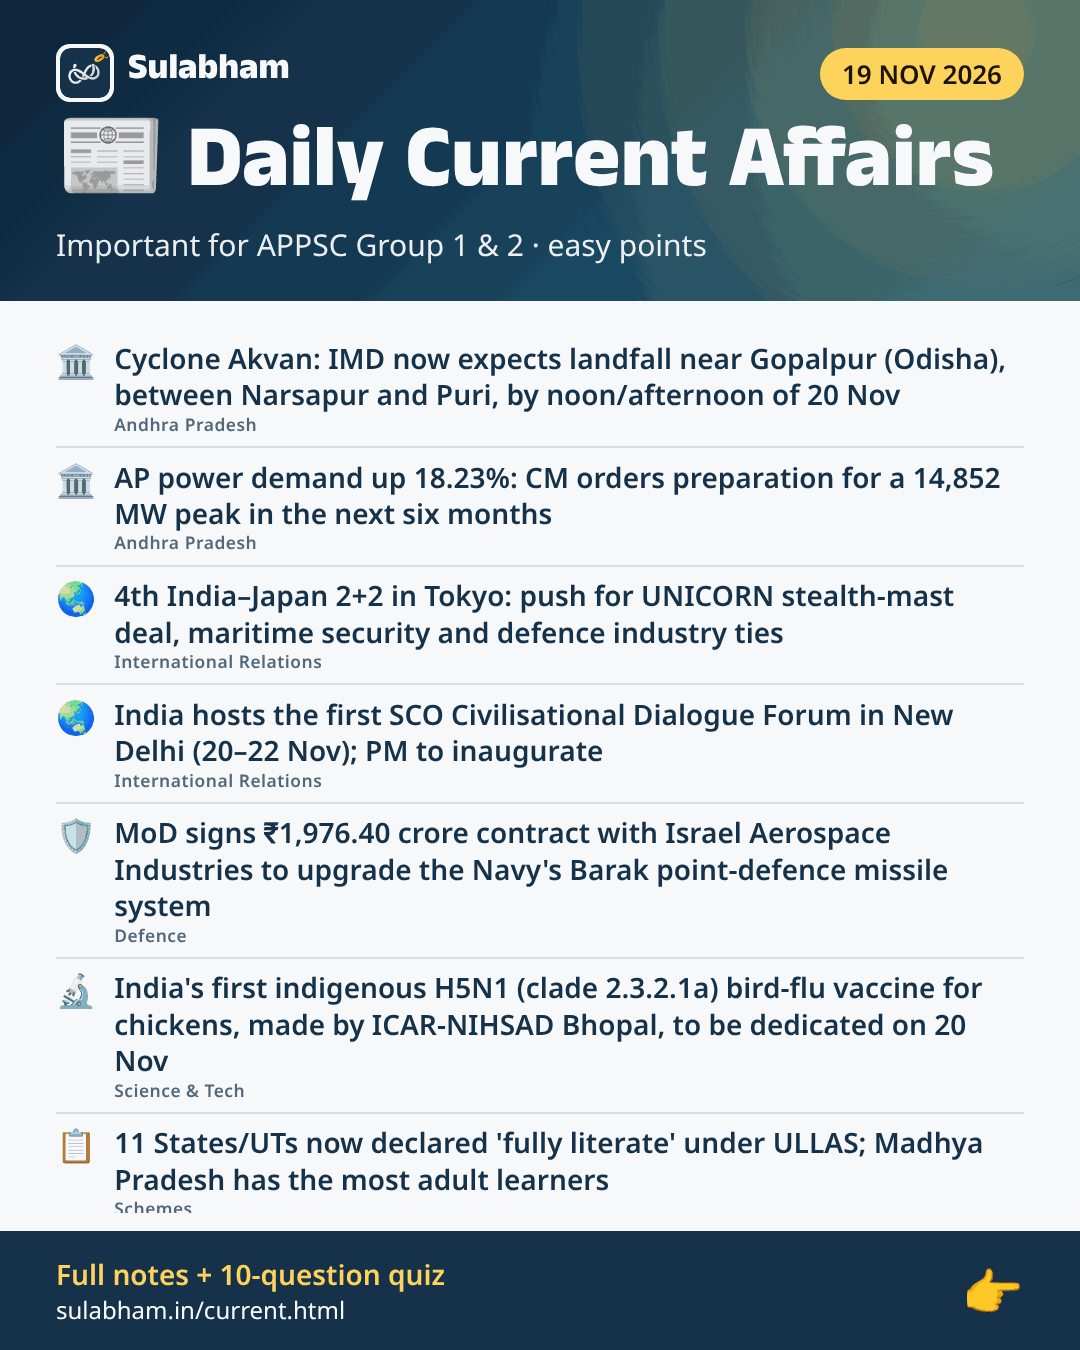 Sulabham
19 NOV 2026
Daily Current Affairs
Important for APPSC Group 1 & 2 · easy points
Cyclone Akvan: IMD now expects landfall near Gopalpur (Odisha),
between Narsapur and Puri, by noon/afternoon of 20 Nov
Andhra Pradesh
AP power demand up 18.23%: CM orders preparation for a 14,852
MW peak in the next six months
Andhra Pradesh
4th India–Japan 2+2 in Tokyo: push for UNICORN stealth-mast
deal, maritime security and defence industry ties
International Relations
India hosts the first SCO Civilisational Dialogue Forum in New
Delhi (20–22 Nov); PM to inaugurate
International Relations
MoD signs ₹1,976.40 crore contract with Israel Aerospace
Industries to upgrade the Navy's Barak point-defence missile
system
Defence
India's first indigenous H5N1 (clade 2.3.2.1a) bird-flu vaccine for
chickens, made by ICAR-NIHSAD Bhopal, to be dedicated on 20
Nov
Science & Tech
11 States/UTs now declared 'fully literate' under ULLAS; Madhya
Pradesh has the most adult learners
Schemes
Full notes + 10-question quiz
sulabham.in/current.html